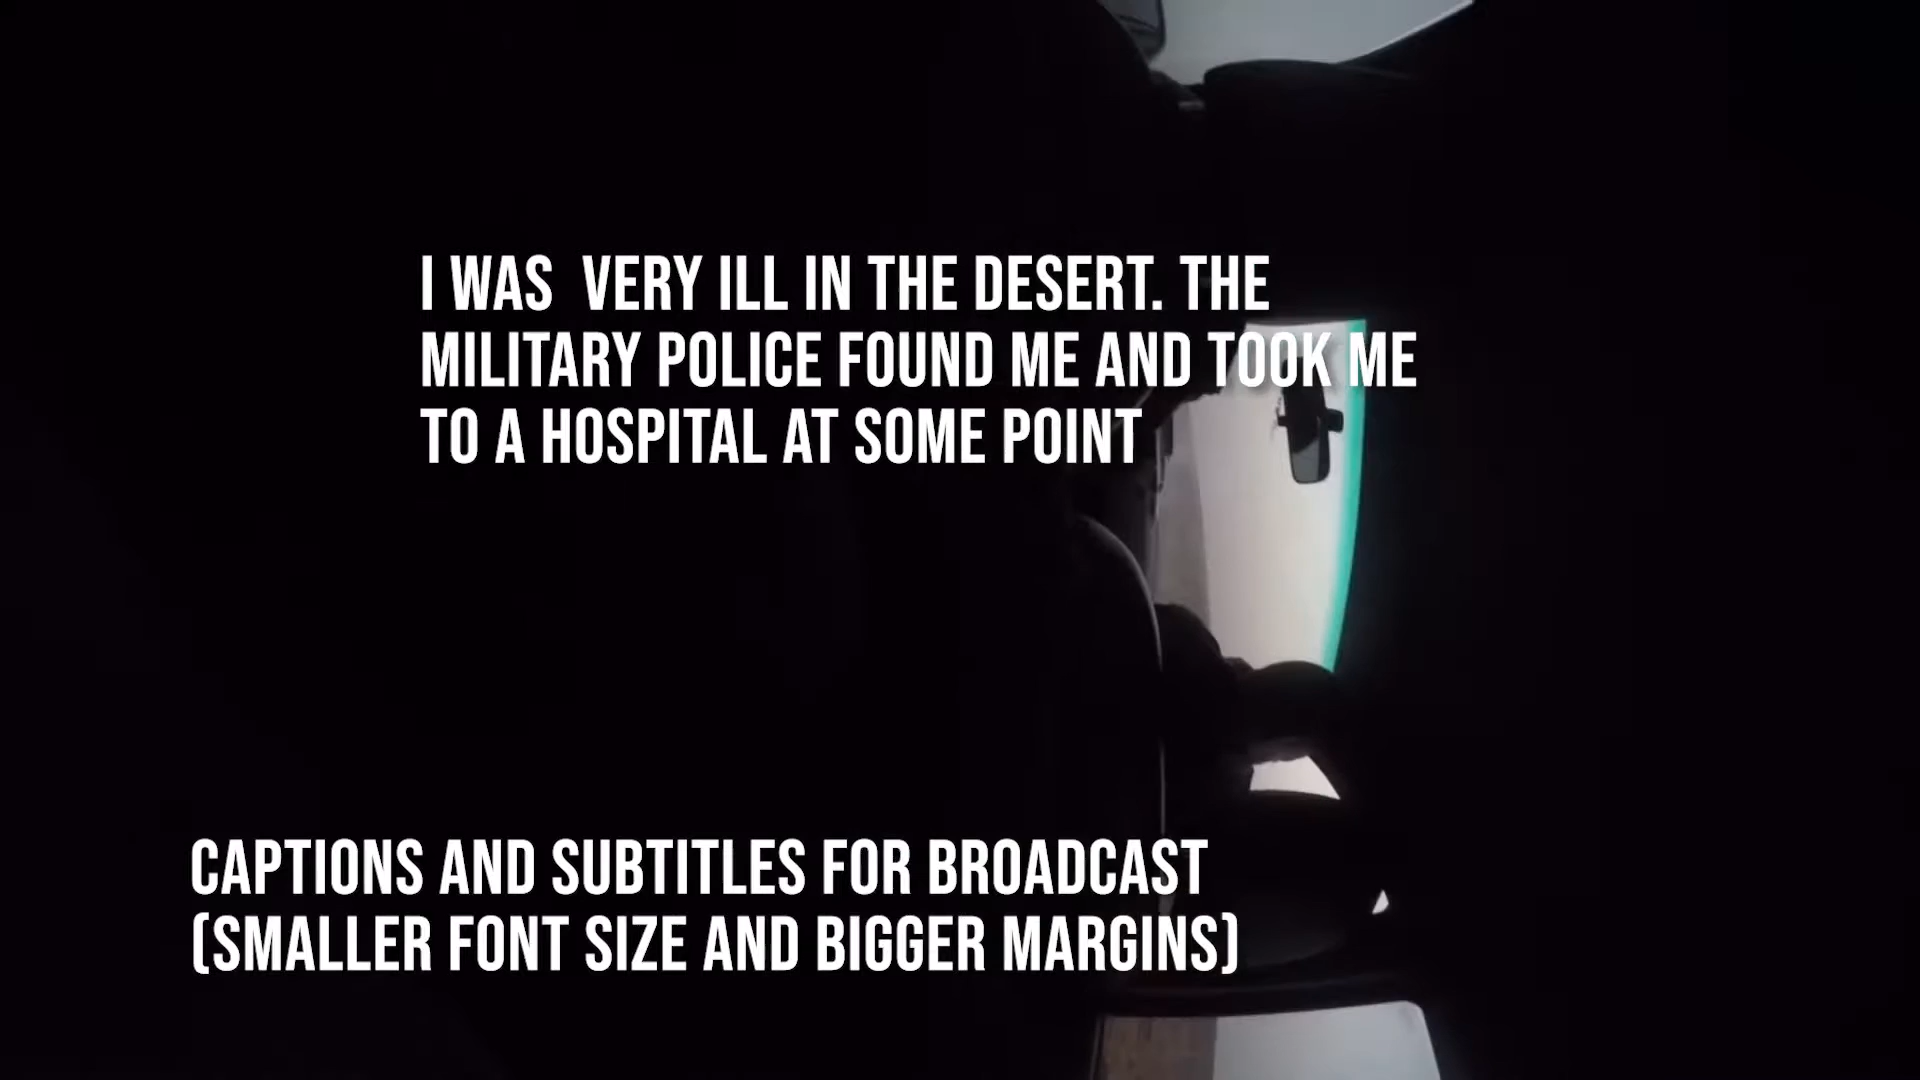 I WAS  VERY ILL IN THE DESERT. THE
MILITARY POLICE FOUND ME AND TOOK ME
TO A HOSPITAL AT SOME POINT
CAPTIONS AND SUBTITLES FOR BROADCAST
(SMALLER FONT SIZE AND BIGGER MARGINS)